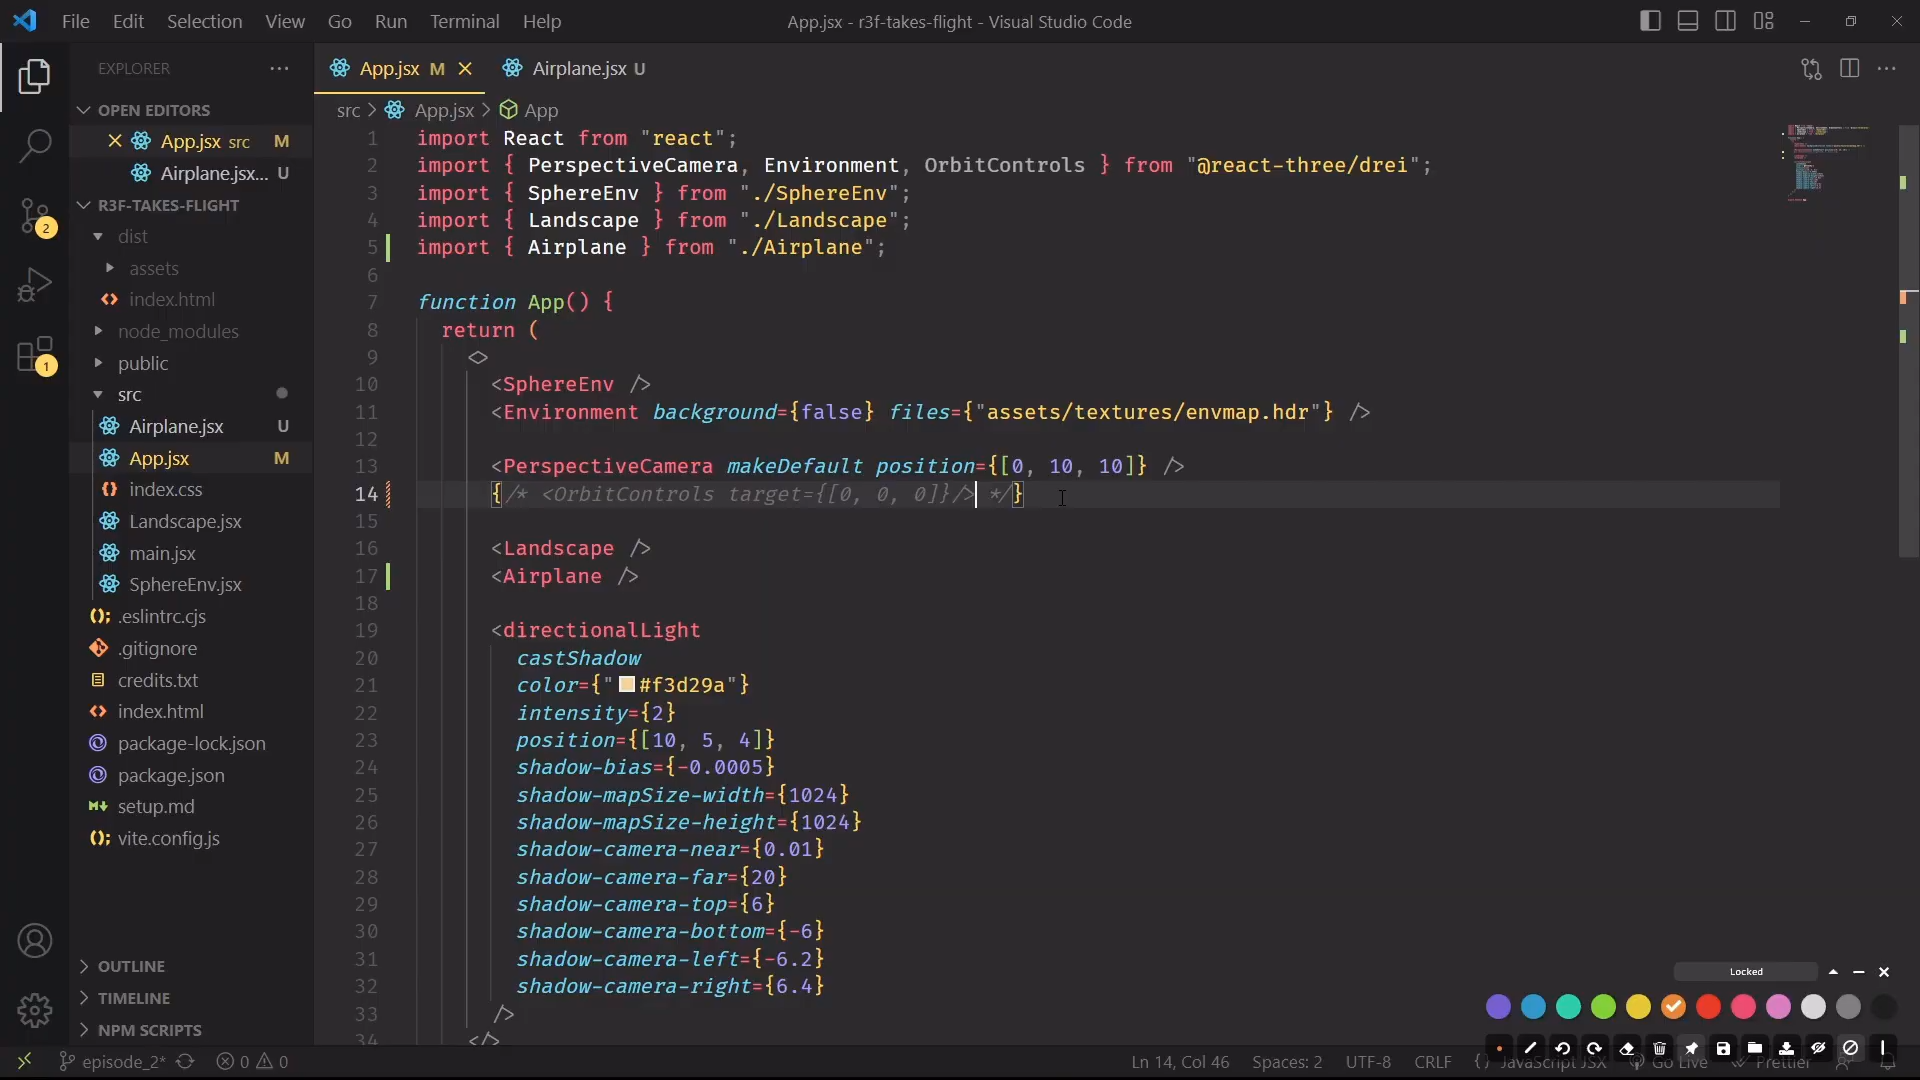 File Edit Selection View Go Run Terminal Help
App.jsx - r3f-takes-flight - Visual Studio Code
EXPLORER
OPEN EDITORS
App.jsx src M
Airplane.jsx... U
R3F-TAKES-FLIGHT
dist
assets
index.html
node_modules
public
src
Airplane.jsx U
App.jsx M
index.css
Landscape.jsx
main.jsx
SphereEnv.jsx
.eslintrc.cjs
.gitignore
credits.txt
index.html
package-lock.json
package.json
setup.md
vite.config.js
OUTLINE
TIMELINE
NPM SCRIPTS
2
1
App.jsx M
Airplane.jsx U
src > App.jsx > App
1 import React from "react";
2 import { PerspectiveCamera, Environment, OrbitControls } from "@react-three/drei";
3 import { SphereEnv } from "./SphereEnv";
4 import { Landscape } from "./Landscape";
5 import { Airplane } from "./Airplane";
6
7 function App() {
8 return (
9 <>
10 <SphereEnv />
11 <Environment background={false} files={"assets/textures/envmap.hdr"} />
12
13 <PerspectiveCamera makeDefault position={[0, 10, 10]} />
14 {/* <OrbitControls target={[0, 0, 0]}/> */}
15
16 <Landscape />
17 <Airplane />
18
19 <directionalLight
20 castShadow
21 color={"#f3d29a"}
22 intensity={2}
23 position={[10, 5, 4]}
24 shadow-bias={-0.0005}
25 shadow-mapSize-width={1024}
26 shadow-mapSize-height={1024}
27 shadow-camera-near={0.01}
28 shadow-camera-far={20}
29 shadow-camera-top={6}
30 shadow-camera-bottom={-6}
31 shadow-camera-left={-6.2}
32 shadow-camera-right={6.4}
33 />
34 </>
Locked
episode_2* 0 0
Ln 14, Col 46 Spaces: 2 UTF-8 CRLF { } JavaScript JSX Go Live Prettier